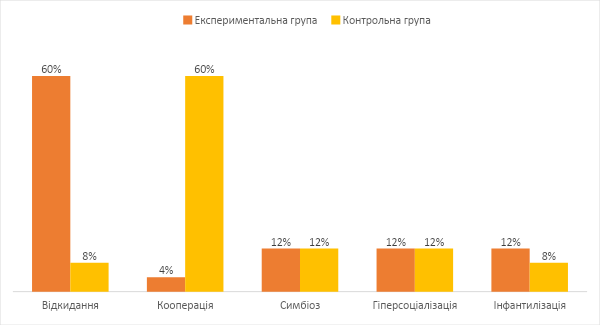 Експериментальна група Контрольна група
60% 60%
8%
4%
12% 12% 12% 12% 12%
8%
Відкидання Кооперація Симбіоз Гіперсоціалізація Інфантилізація